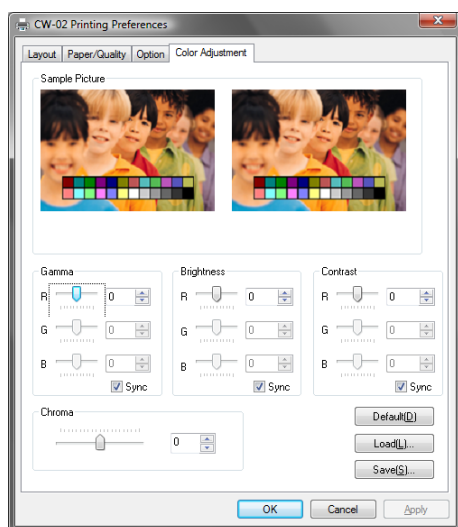 CW-02 Printing Preferences
Layout Paper/Quality Option Color Adjustment
Sample Picture
Gamma Brightness Contrast
R 0 R 0 R 0
G 0 G 0 G 0
B 0 B 0 B 0
Sync Sync Sync
Chroma
0
Default(D)
Load(L)...
Save(S)...
OK Cancel Apply